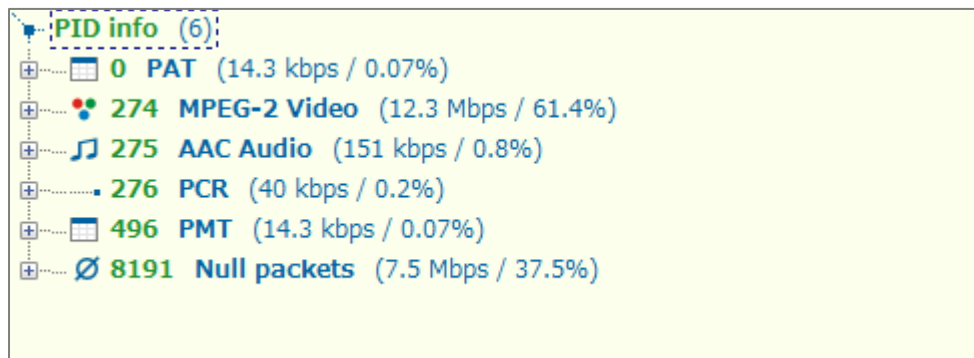 PID info (6)
0 PAT (14.3 kbps / 0.07%)
274 MPEG-2 Video (12.3 Mbps / 61.4%)
275 AAC Audio (151 kbps / 0.8%)
276 PCR (40 kbps / 0.2%)
496 PMT (14.3 kbps / 0.07%)
8191 Null packets (7.5 Mbps / 37.5%)